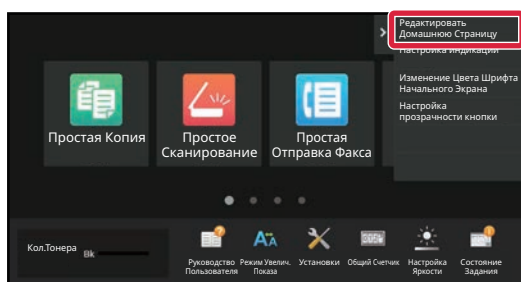 Редактировать
Домашнюю Страницу
Настройка индикации
Изменение Цвета Шрифта
Начального Экрана
Настройка
прозрачности кнопки
Простая Копия
Простое
Сканирование
Простая
Отправка Факса
Кол.Тонера
Bk
Руководство
Пользователя
Режим Увелич.
Показа
Установки
Общий Счетчик
Настройка
Яркости
Состояние
Задания